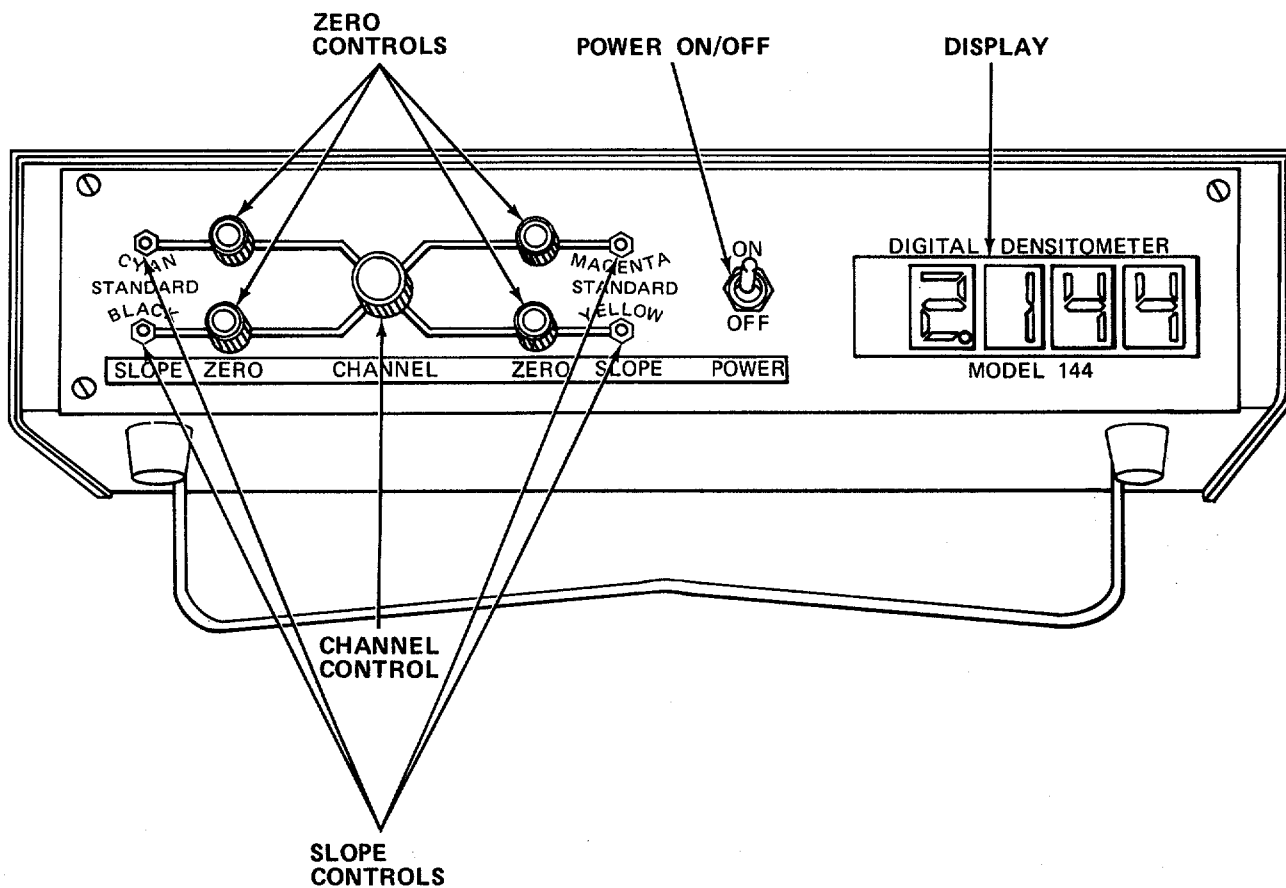 ZERO
CONTROLS
POWER ON/OFF
DISPLAY
CYAN
STANDARD
BLACK
MAGENTA
STANDARD
YELLOW
ON
OFF
DIGITAL DENSITOMETER
2.144
MODEL 144
SLOPE ZERO CHANNEL ZERO SLOPE POWER
CHANNEL
CONTROL
SLOPE
CONTROLS